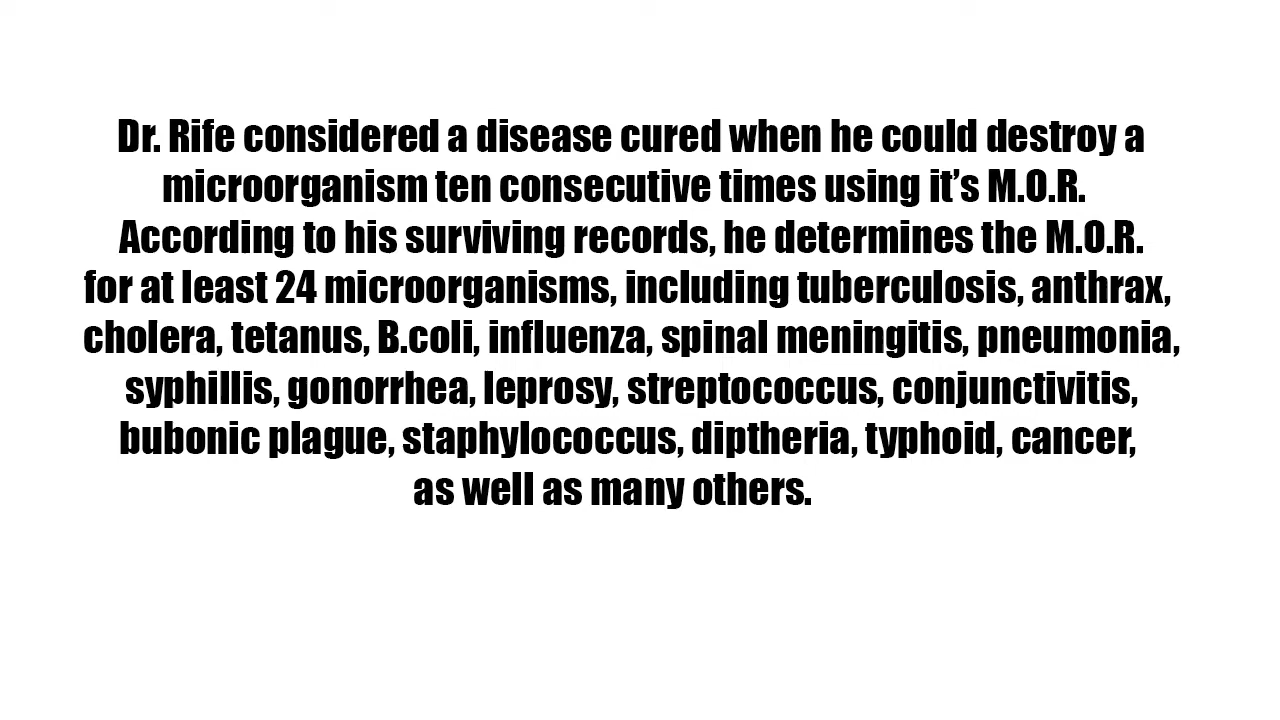 Dr. Rife considered a disease cured when he could destroy a
microorganism ten consecutive times using it’s M.O.R.
According to his surviving records, he determines the M.O.R.
for at least 24 microorganisms, including tuberculosis, anthrax,
cholera, tetanus, B.coli, influenza, spinal meningitis, pneumonia,
syphillis, gonorrhea, leprosy, streptococcus, conjunctivitis,
bubonic plague, staphylococcus, diptheria, typhoid, cancer,
as well as many others.